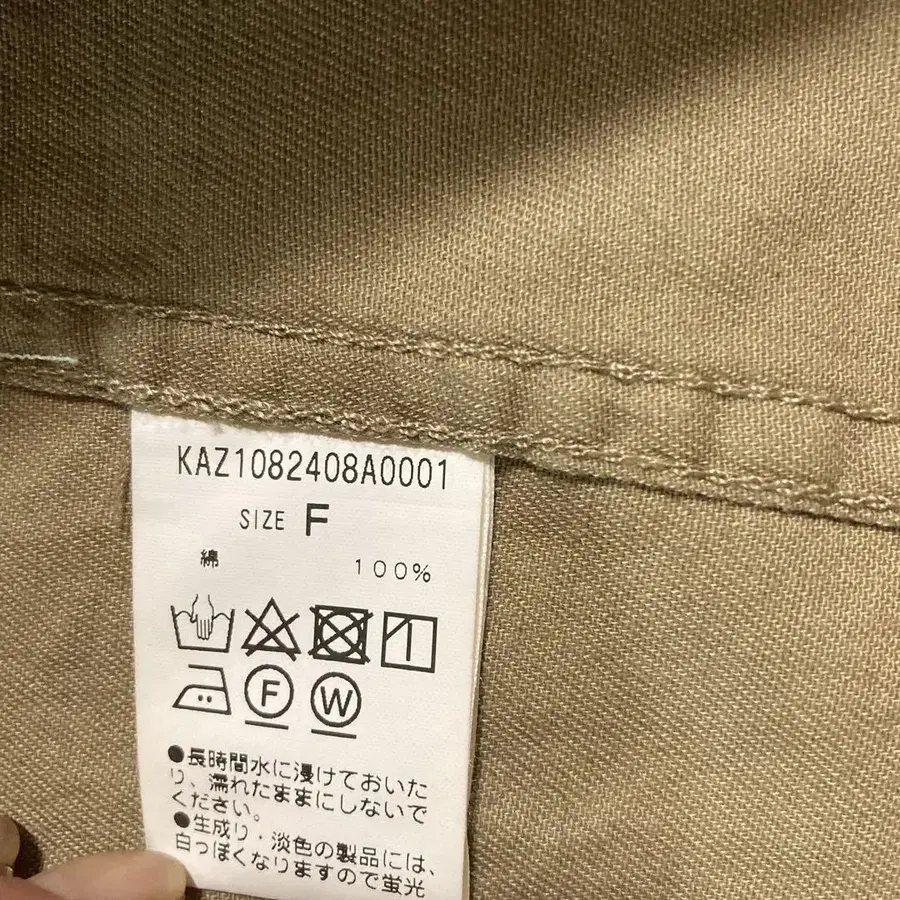 KAZ1082408A0001
SIZE F
綿 100%
F W
●長時間水に浸けておいた
り、濡れたままにしないで
ください。
●生成り・淡色の製品には、
白っぽくなりますので蛍光